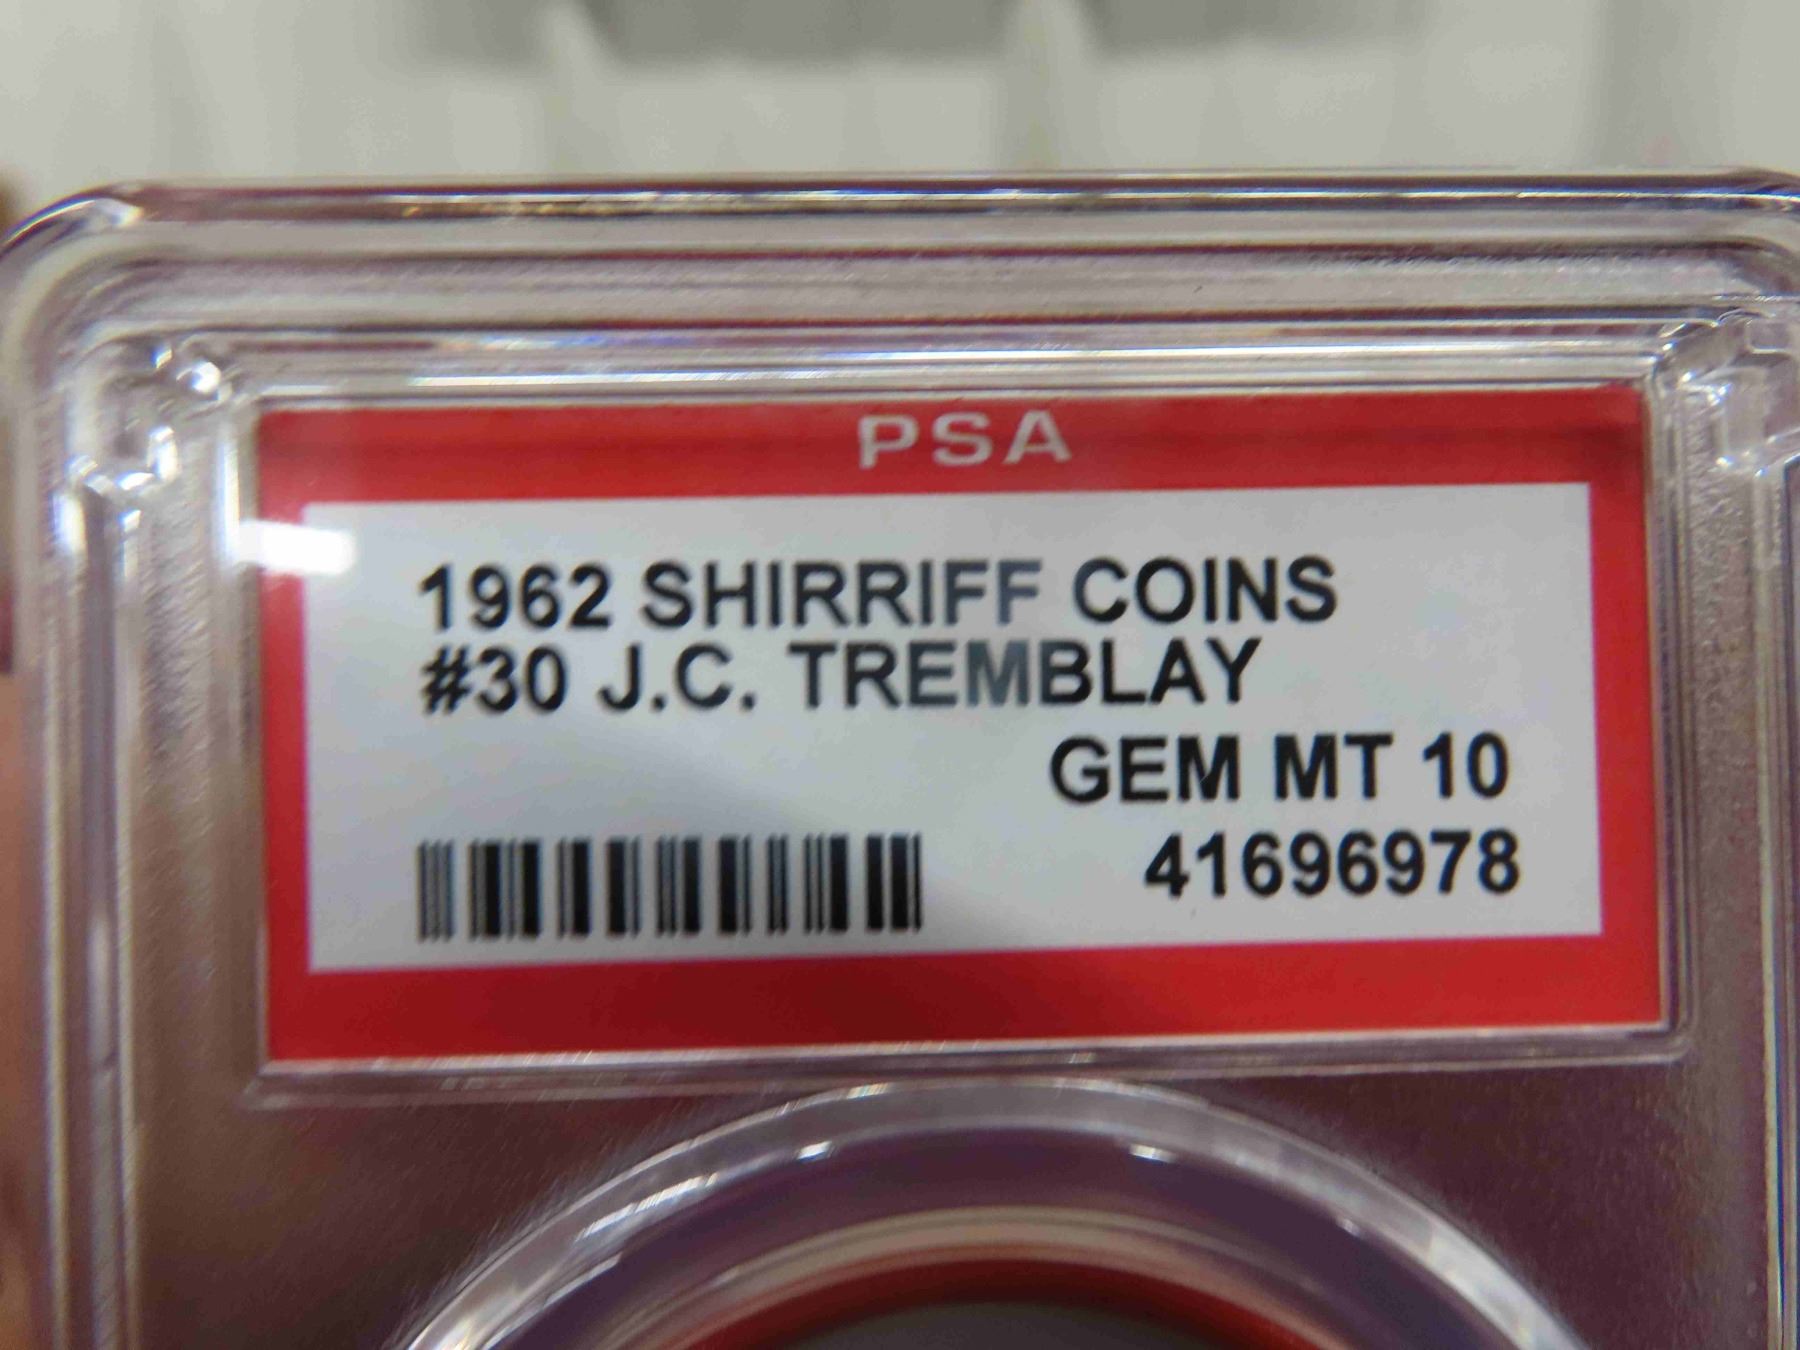 PSA
1962 SHIRRIFF COINS
#30 J.C. TREMBLAY
GEM MT 10
41696978